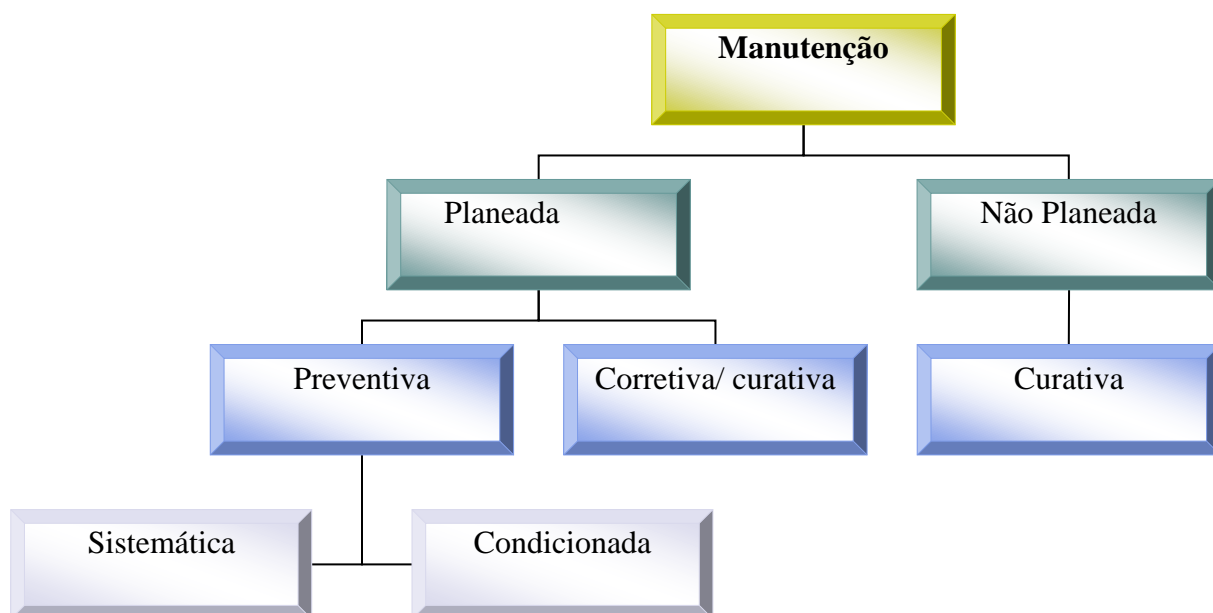 Manutenção
Planeada
Não Planeada
Preventiva
Corretiva/ curativa
Curativa
Sistemática
Condicionada